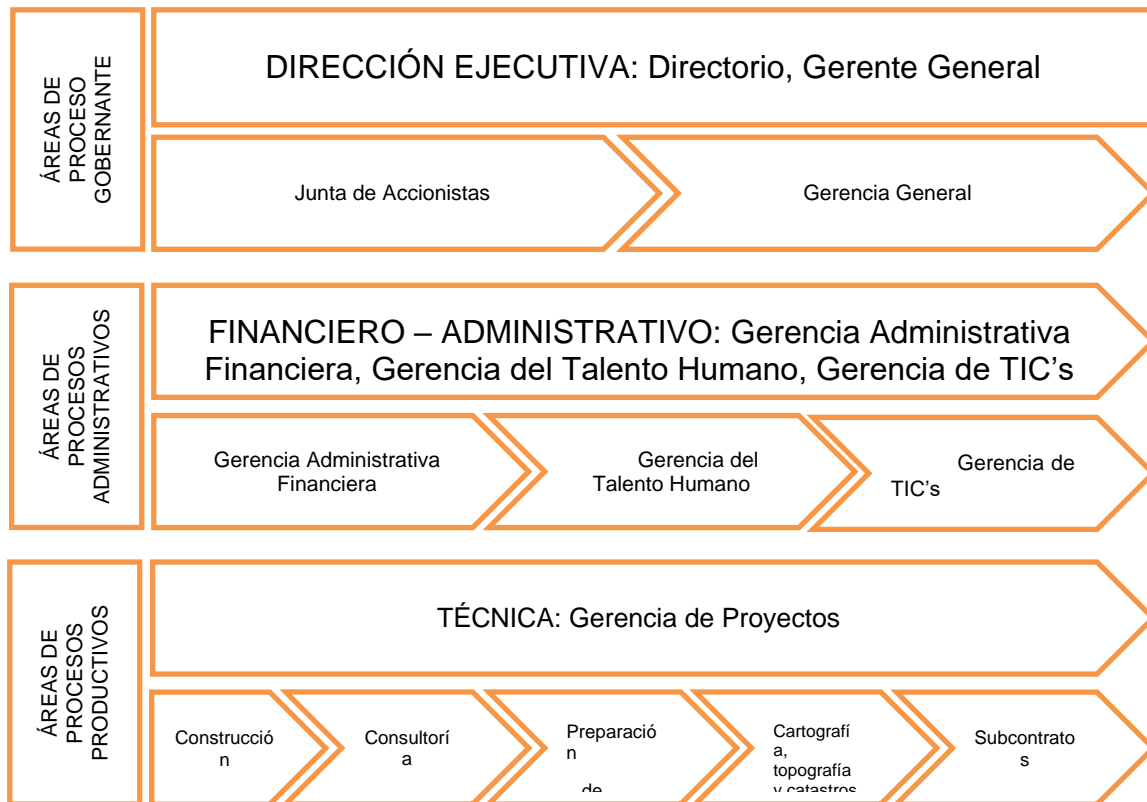 ÁREAS DE
PROCESO
GOBERNANTE
DIRECCIÓN EJECUTIVA: Directorio, Gerente General
Junta de Accionistas
Gerencia General
ÁREAS DE
PROCESOS
ADMINISTRATIVOS
FINANCIERO – ADMINISTRATIVO: Gerencia Administrativa
Financiera, Gerencia del Talento Humano, Gerencia de TIC’s
Gerencia Administrativa
Financiera
Gerencia del
Talento Humano
Gerencia de
TIC’s
ÁREAS DE
PROCESOS
PRODUCTIVOS
TÉCNICA: Gerencia de Proyectos
Construcció
n
Consultorí
a
Preparació
n
de
Cartografí
a,
topografía
y catastros
Subcontrato
s